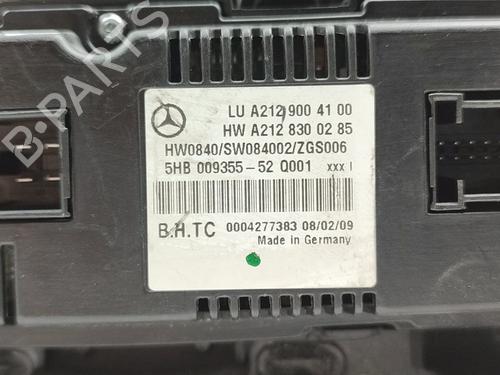 B-PARTS
LU A212 900 41 00
HW A212 830 02 85
HW0840/SW084002/ZGS006
5HB 009355-52 Q001 xxx I
B.H.TC 0004277383 08/02/09
Made in Germany